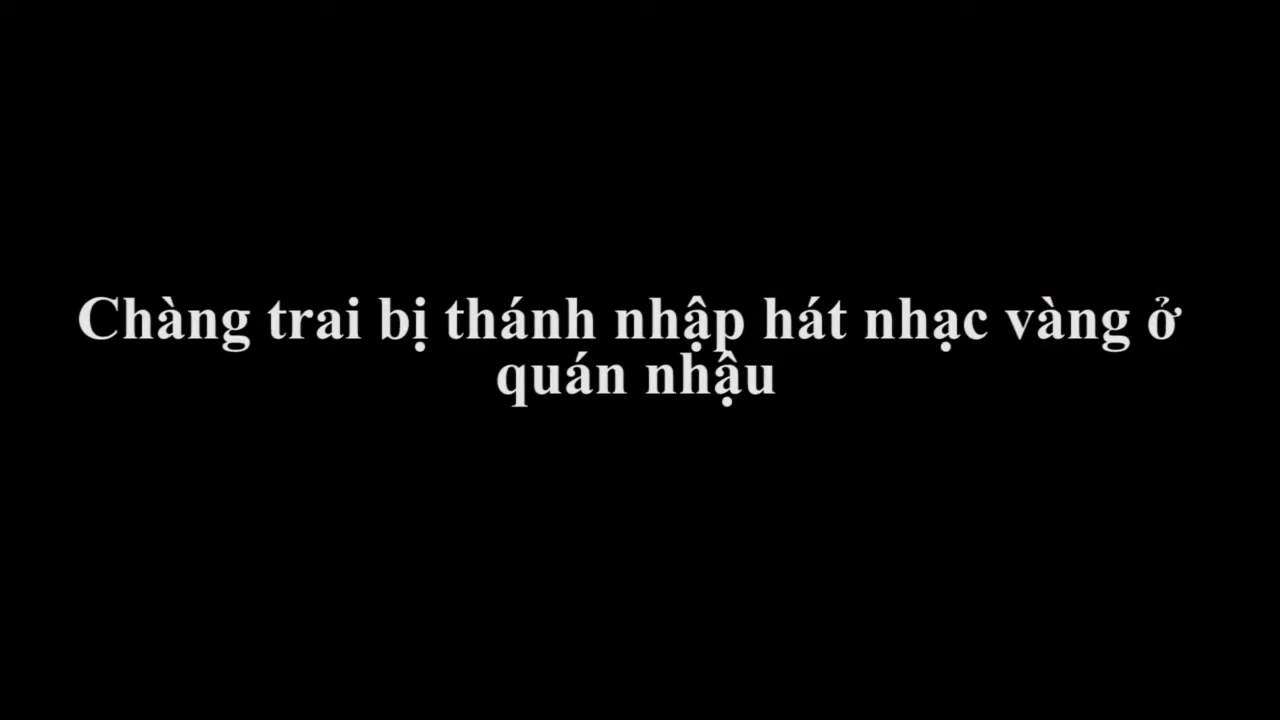 Chàng trai bị thánh nhập hát nhạc vàng ở
quán nhậu